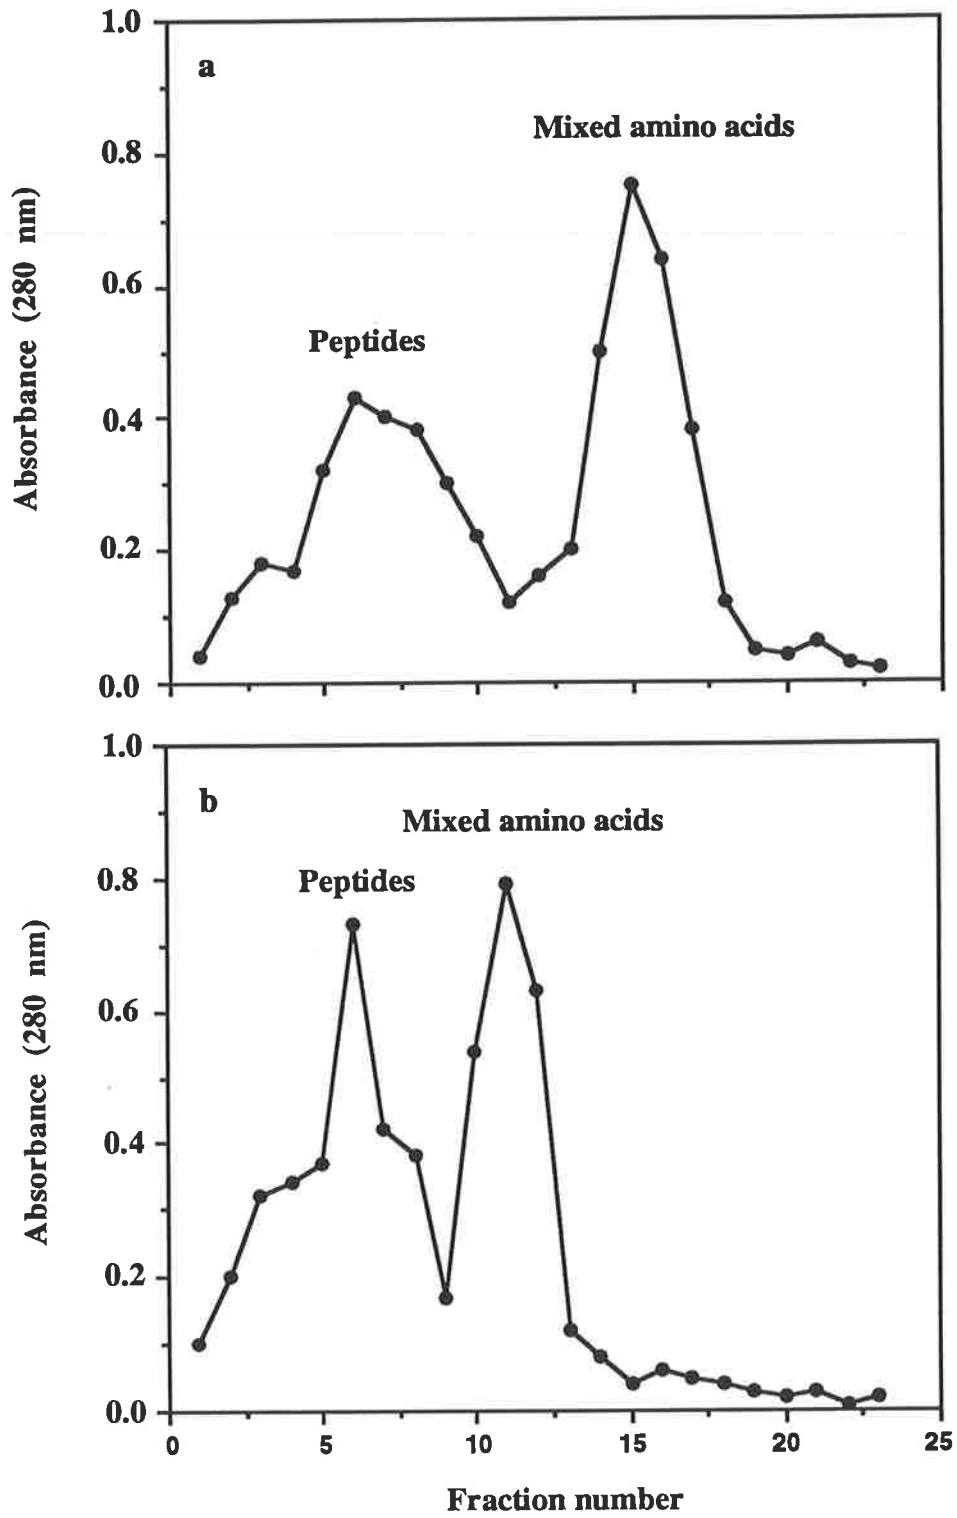 1.0
a
Mixed amino acids
0.8
0.6
Peptides
0.4
0.2
0.0
Absorbance (280 nm)
1.0
b
Mixed amino acids
0.8
Peptides
0.6
0.4
0.2
0.0
Absorbance (280 nm)
0 5 10 15 20 25
Fraction number